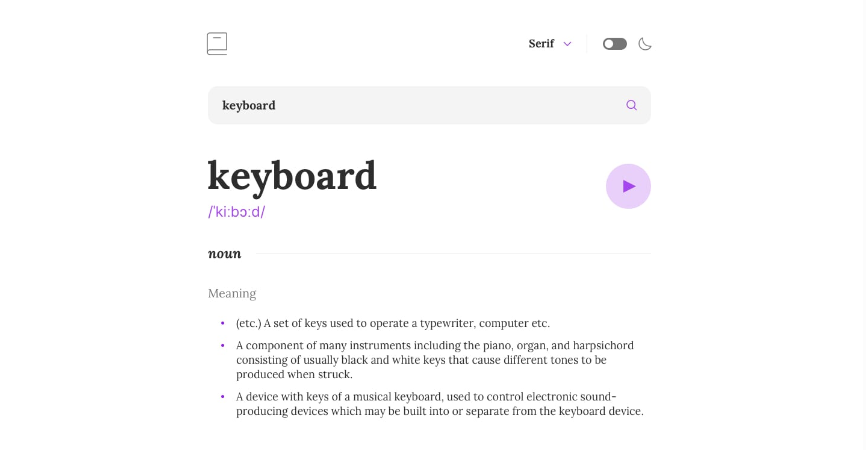 Serif
keyboard
keyboard
/ˈkiːbɔːd/
noun
Meaning
(etc.) A set of keys used to operate a typewriter, computer etc.
A component of many instruments including the piano, organ, and harpsichord
consisting of usually black and white keys that cause different tones to be
produced when struck.
A device with keys of a musical keyboard, used to control electronic sound-
producing devices which may be built into or separate from the keyboard device.